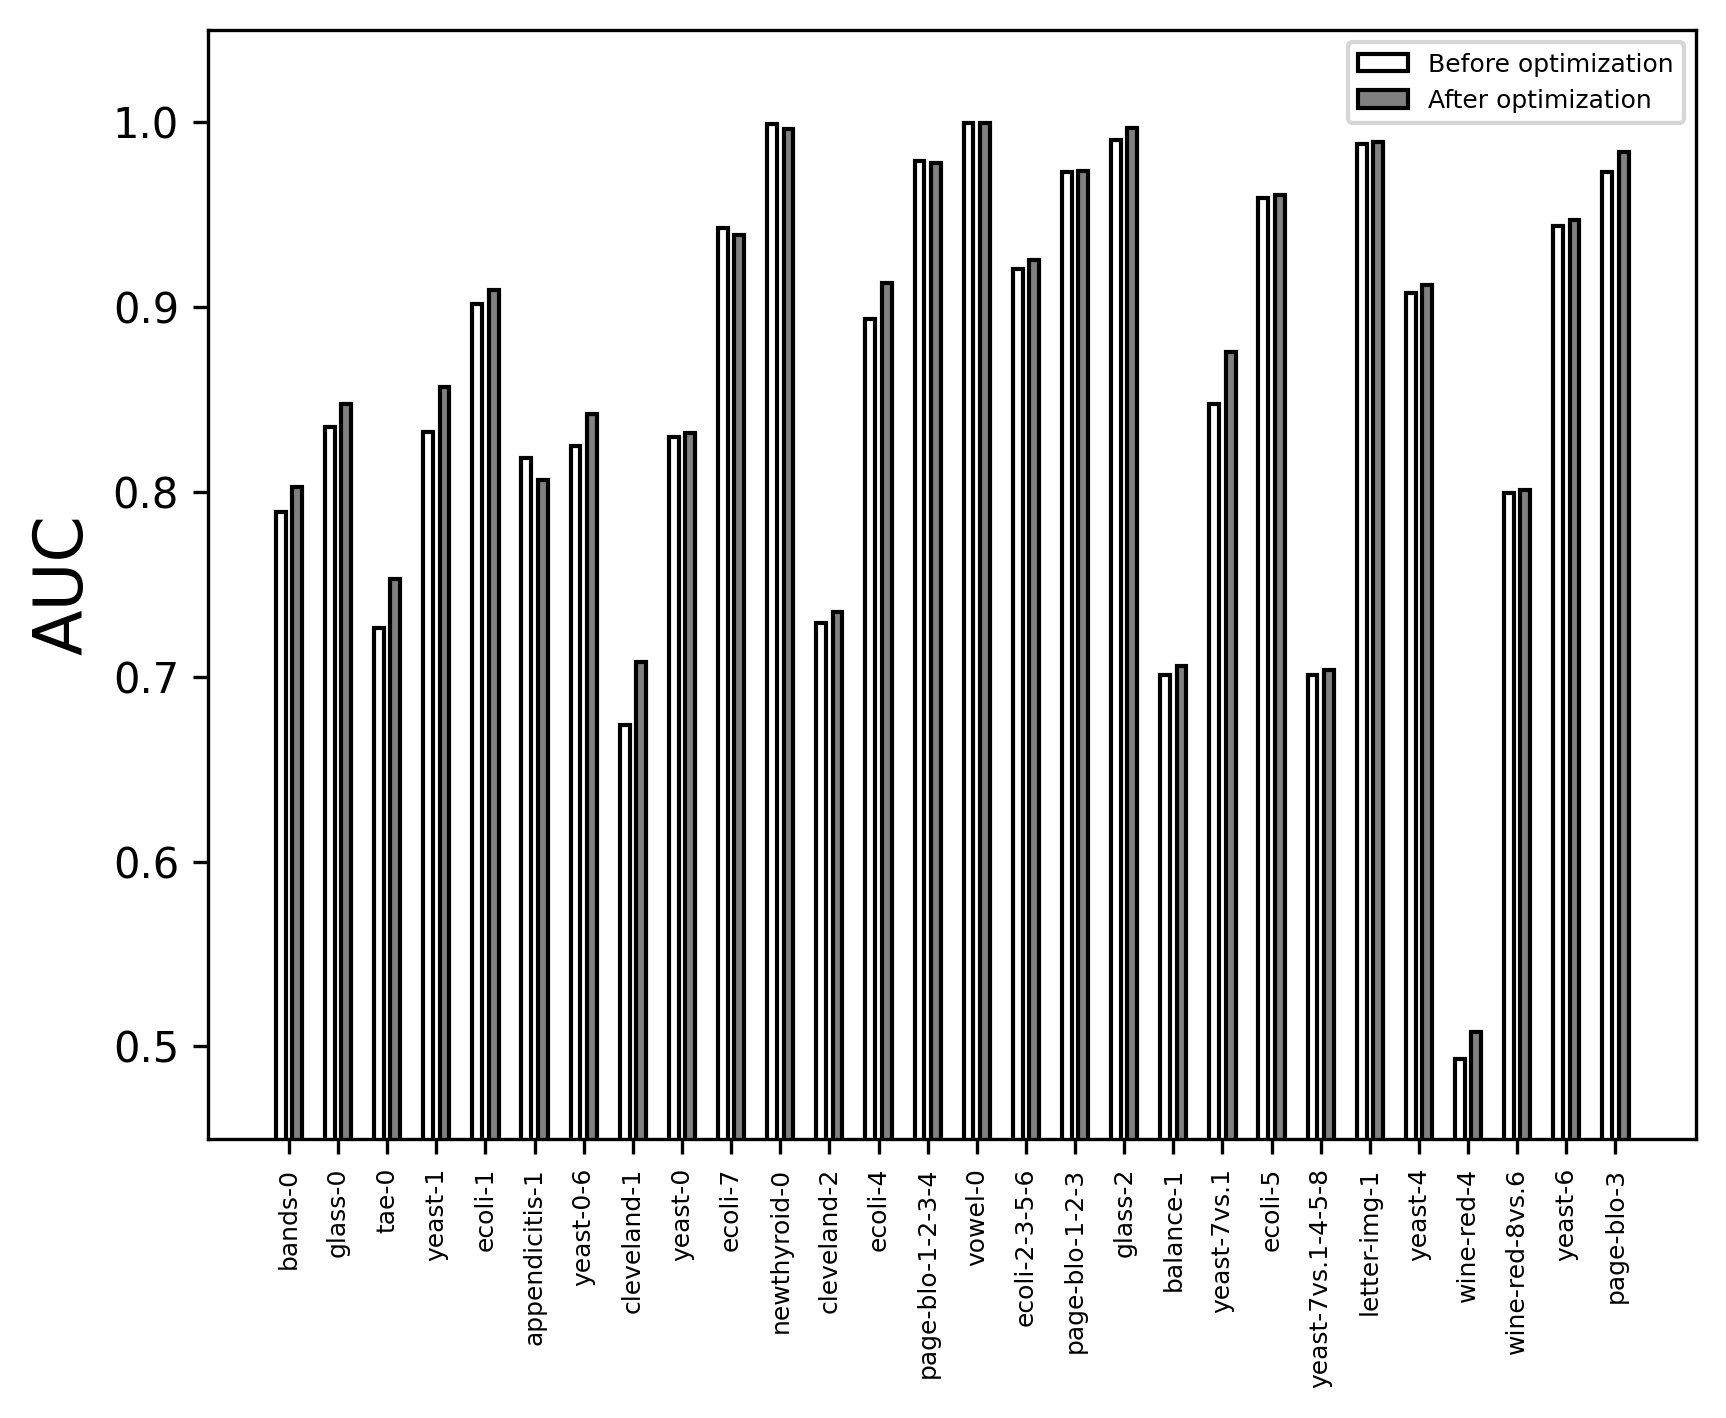 Before optimization
After optimization
AUC
1.0
0.9
0.8
0.7
0.6
0.5
bands-0
glass-0
tae-0
yeast-1
ecoli-1
appendicitis-1
yeast-0-6
cleveland-1
yeast-0
ecoli-7
newthyroid-0
cleveland-2
ecoli-4
page-blo-1-2-3-4
vowel-0
ecoli-2-3-5-6
page-blo-1-2-3
glass-2
balance-1
yeast-7vs.1
ecoli-5
yeast-7vs.1-4-5-8
letter-img-1
yeast-4
wine-red-4
wine-red-8vs.6
yeast-6
page-blo-3